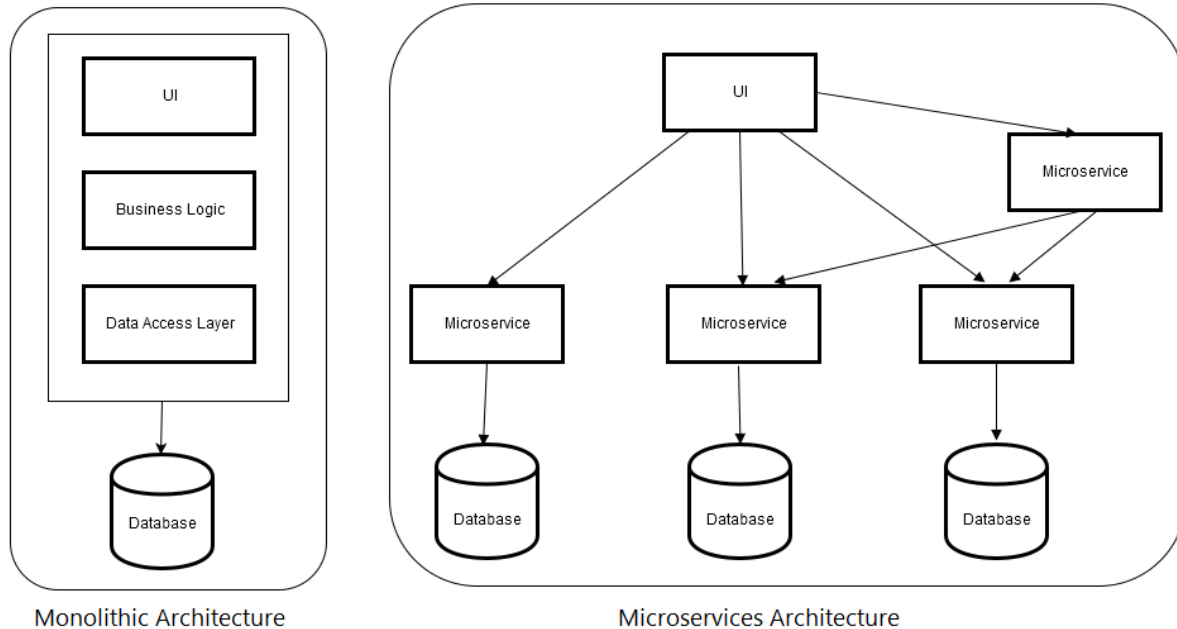 UI
Business Logic
Data Access Layer
Database
Monolithic Architecture
UI
Microservice
Microservice
Microservice
Microservice
Database
Database
Database
Microservices Architecture